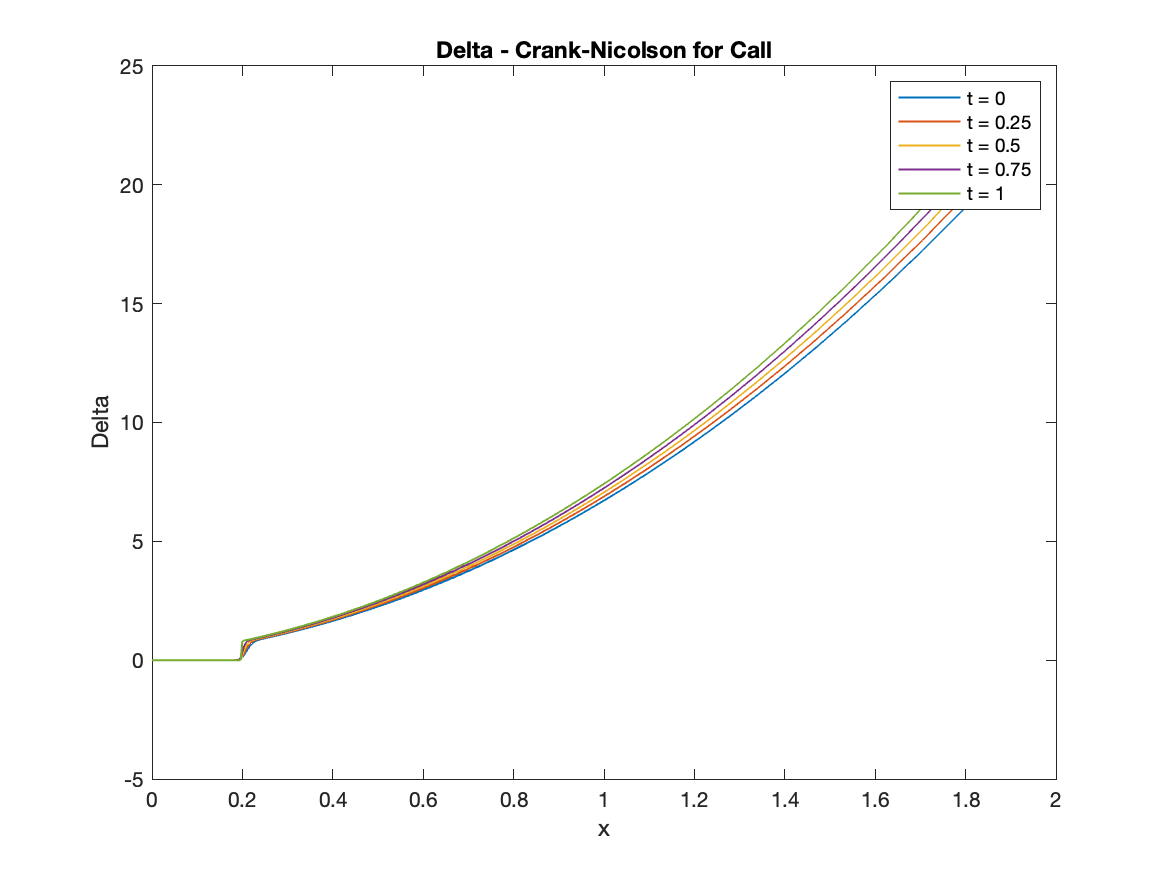 Delta - Crank-Nicolson for Call
25
20
15
10
5
0
-5
Delta
t = 0
t = 0.25
t = 0.5
t = 0.75
t = 1
0 0.2 0.4 0.6 0.8 1 1.2 1.4 1.6 1.8 2
x